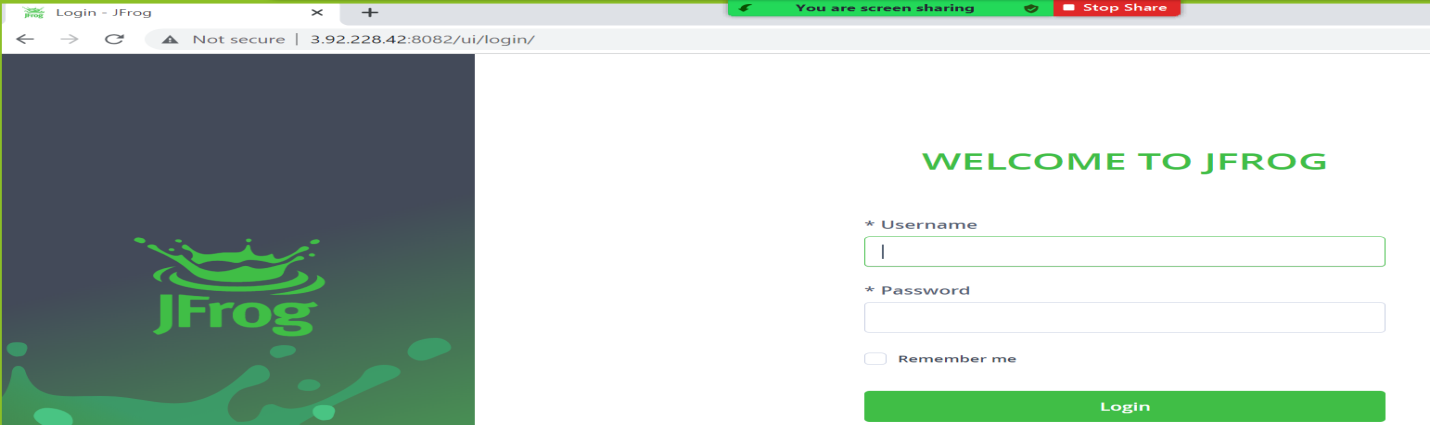 JFrog Login - JFrog
You are screen sharing Stop Share
Not secure | 3.92.228.42:8082/ui/login/
WELCOME TO JFROG
* Username
* Password
Remember me
Login
JFrog